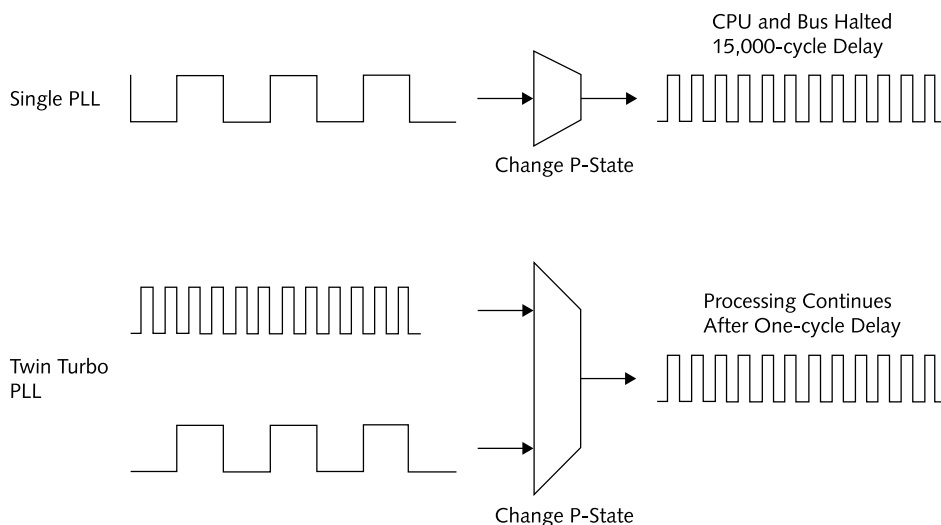 CPU and Bus Halted
15,000-cycle Delay
Single PLL
Change P-State
Processing Continues
After One-cycle Delay
Twin Turbo
PLL
Change P-State